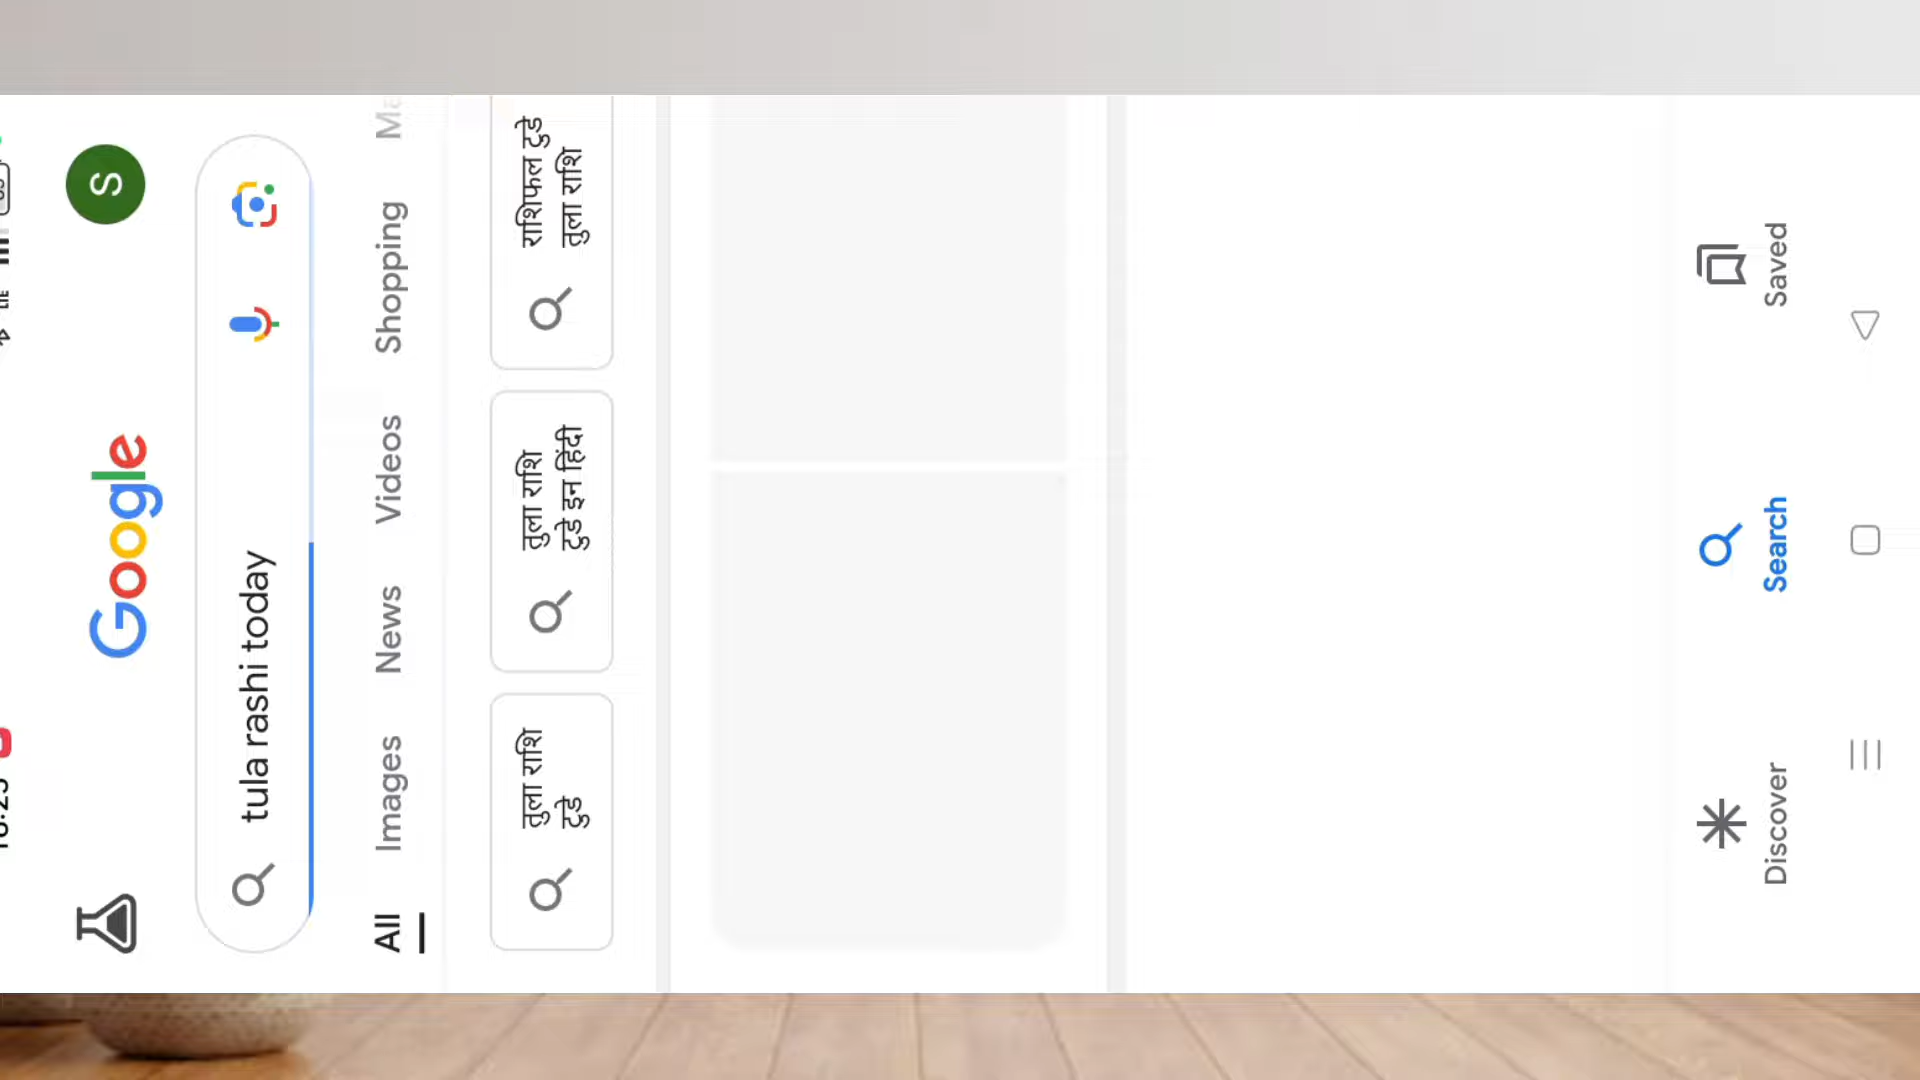 Google
S
tula rashi today
All Images News Videos Shopping
तुला राशि
टुडे
तुला राशि
टुडे इन हिंदी
राशिफल टुडे
तुला राशि
Discover Search Saved